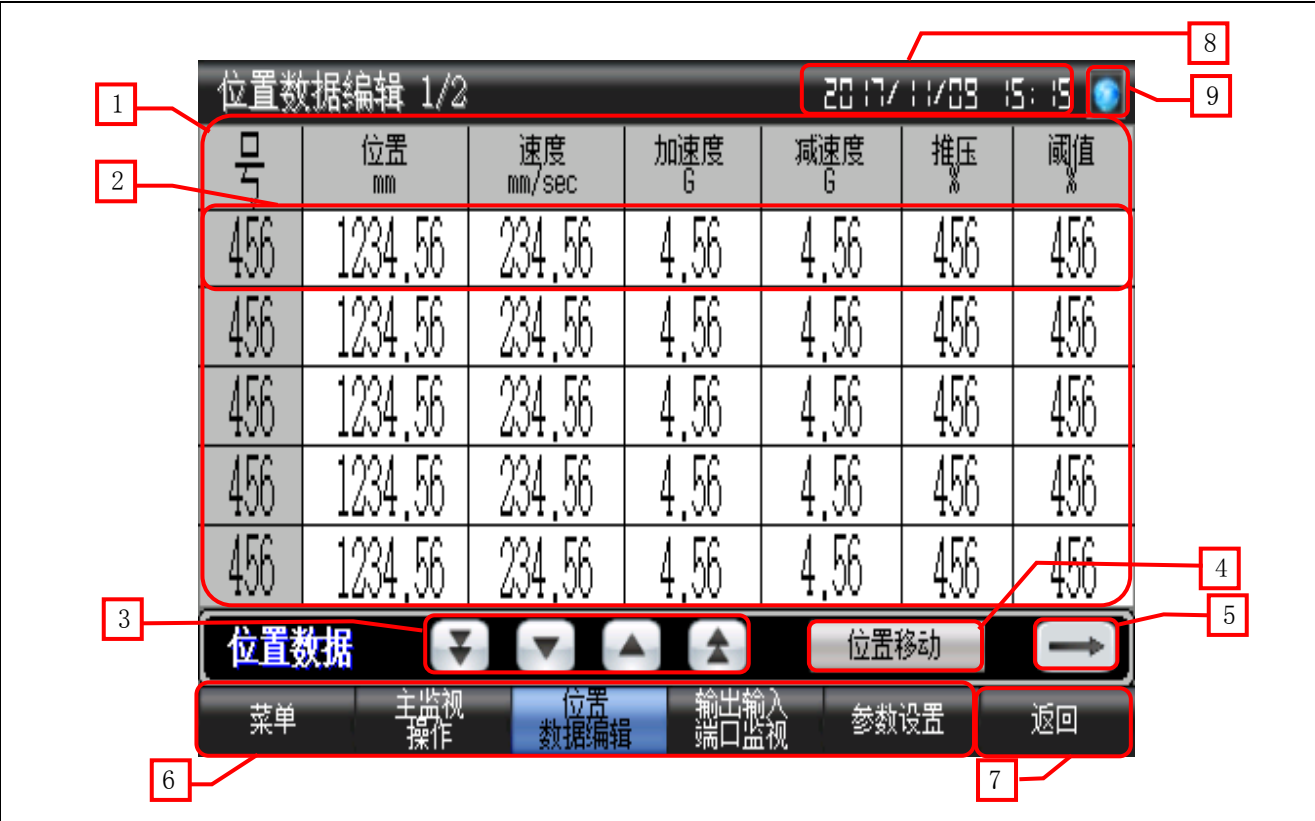 8
位置数据编辑 1/2 2017/11/09 15:15
1
9
号 位置 速度 加速度 减速度 推压 阈值
mm mm/sec G G % %
2
456 1234.56 234.56 4.56 4.56 456 456
456 1234.56 234.56 4.56 4.56 456 456
456 1234.56 234.56 4.56 4.56 456 456
456 1234.56 234.56 4.56 4.56 456 456
456 1234.56 234.56 4.56 4.56 456 456
4
3
5
位置数据 位置移动
菜单 主监视 位置 输出输入 参数设置 返回
操作 数据编辑 端口监视
6
7